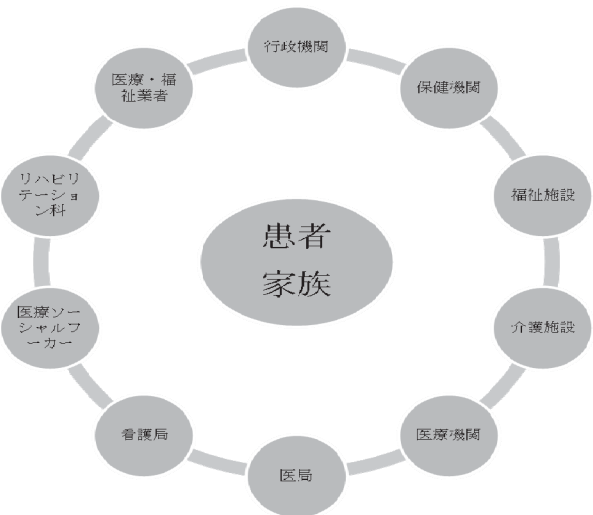 行政機関
保健機関
福祉施設
介護施設
医療機関
医局
看護局
医療ソー
シャルワ
ーカー
リハビリ
テーショ
ン科
医療・福
祉業者
患者
家族